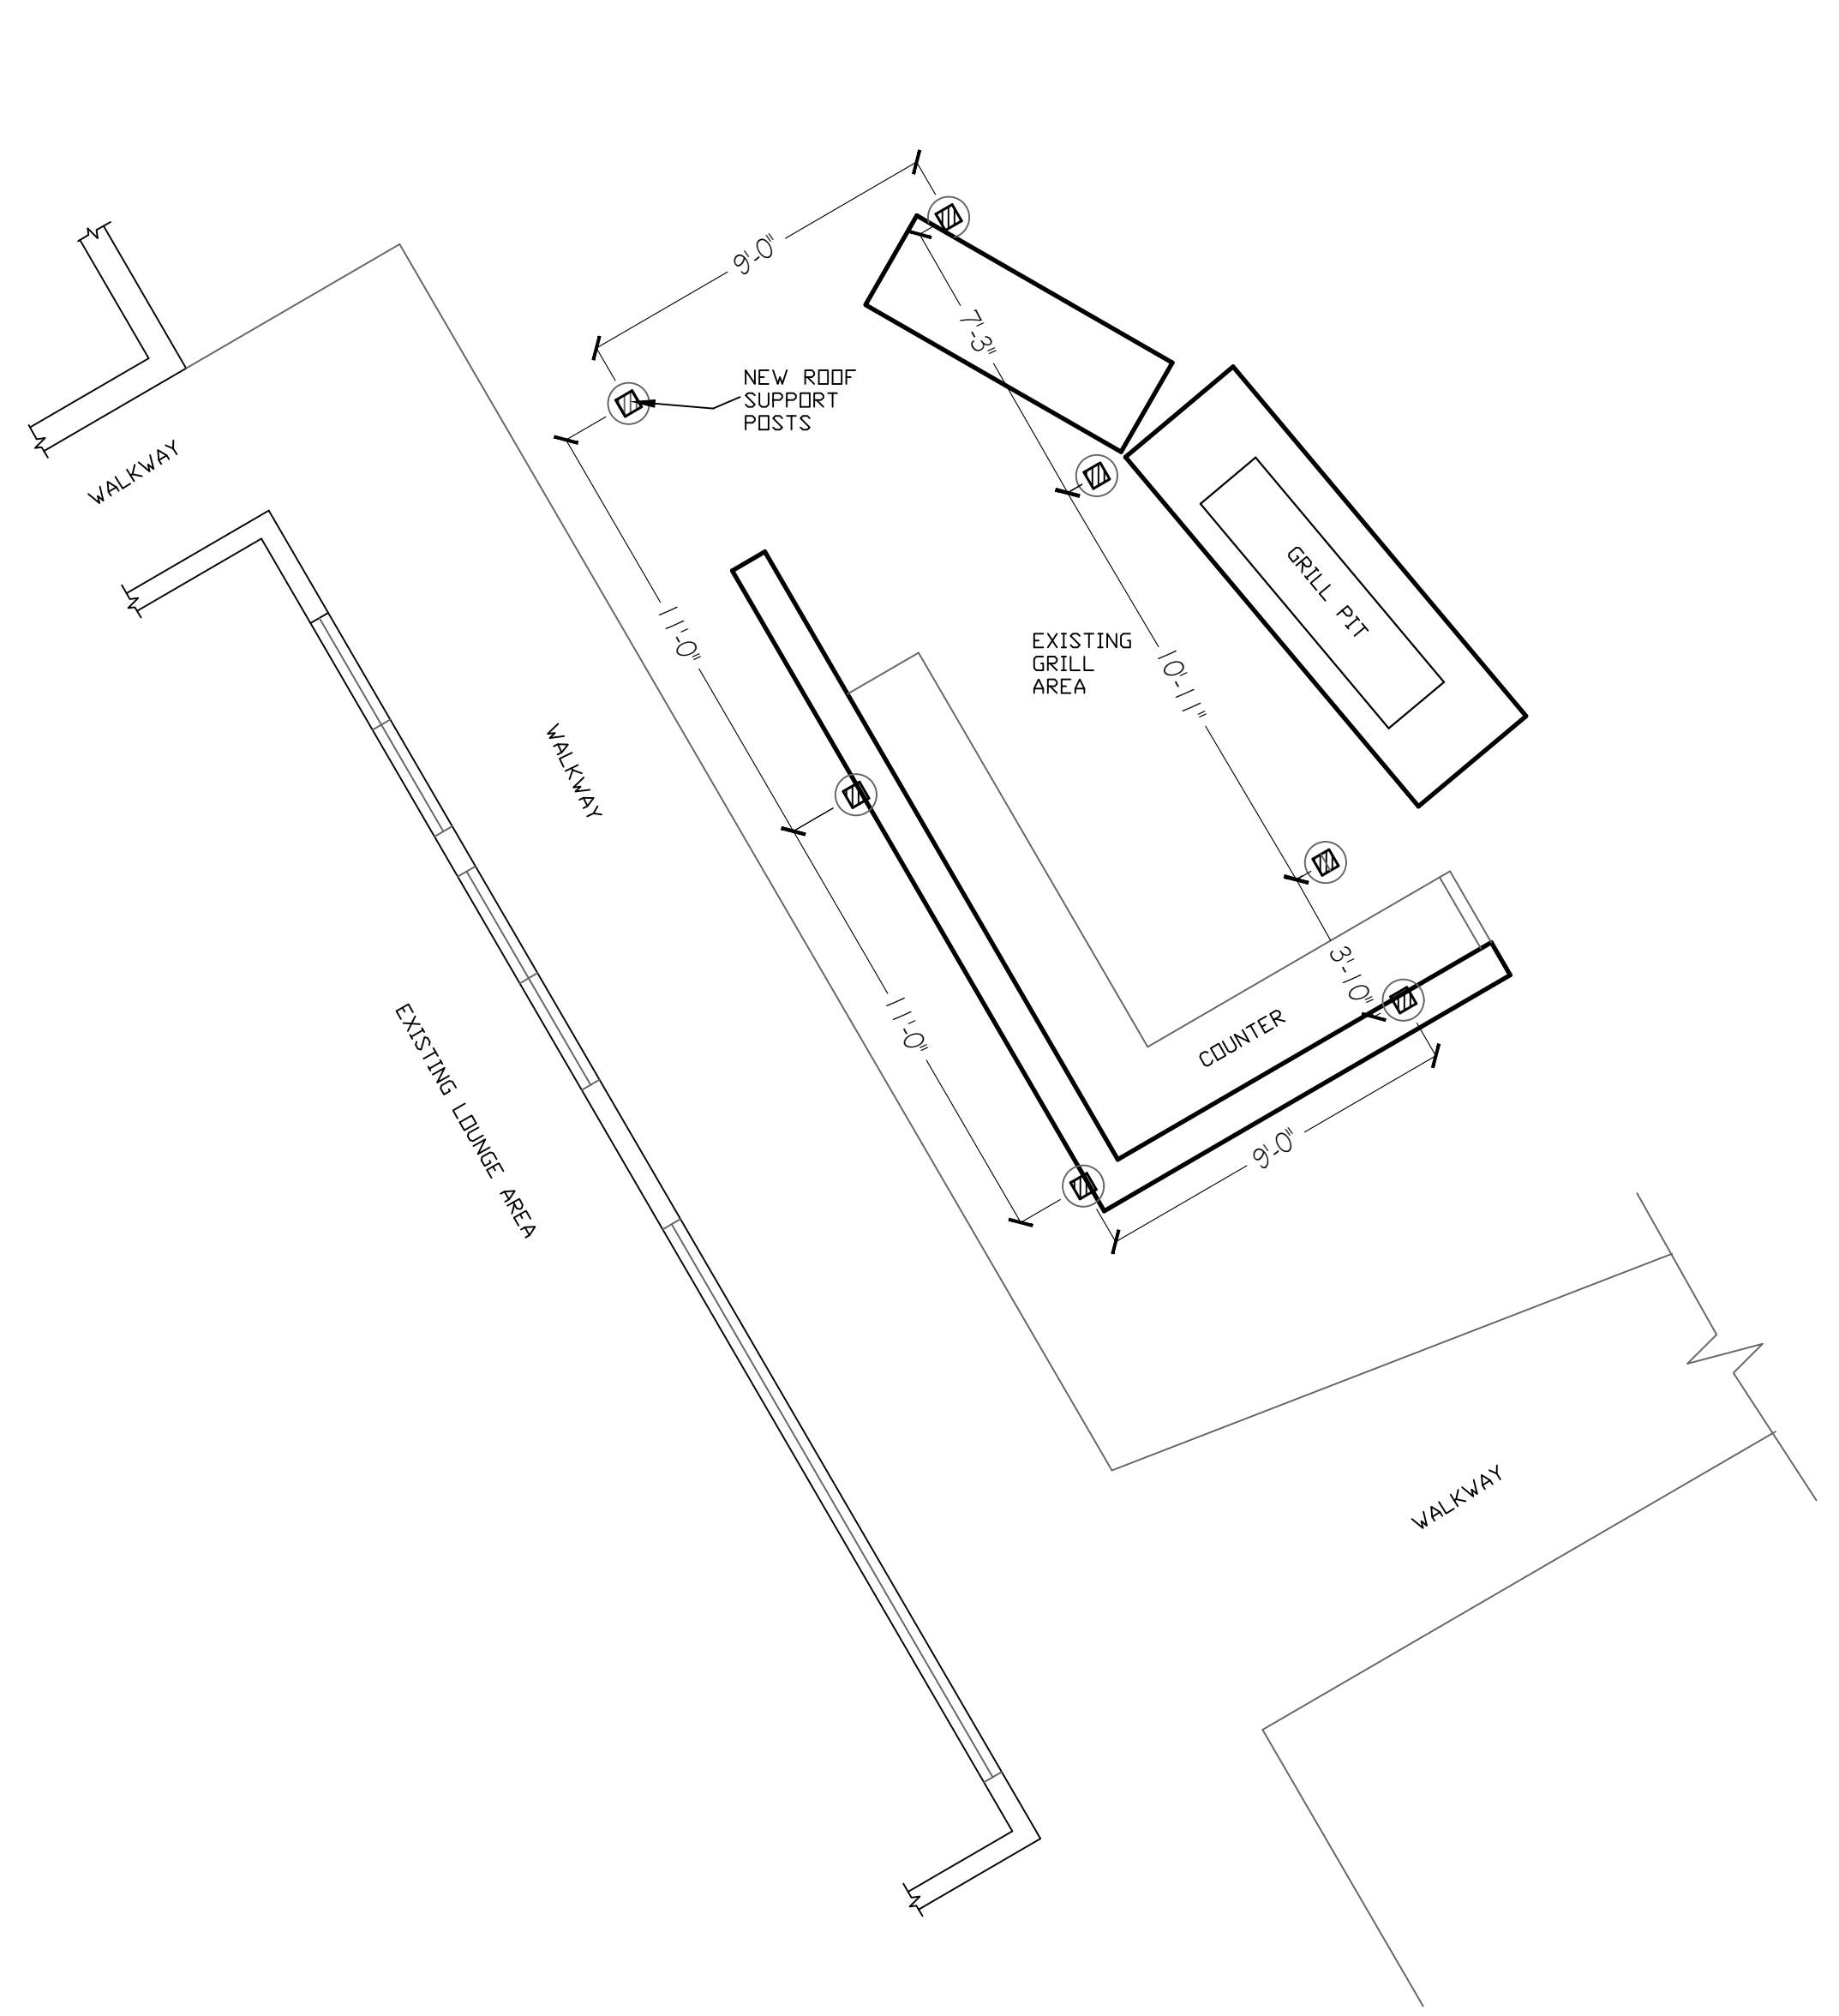 9'-0"
7'-3"
NEW ROOF
SUPPORT
POSTS
WALKWAY
GRILL PIT
11'-0"
EXISTING
GRILL
AREA
10'-11"
WALKWAY
3'-10"
11'-0"
COUNTER
EXISTING LOUNGE AREA
9'-0"
WALKWAY